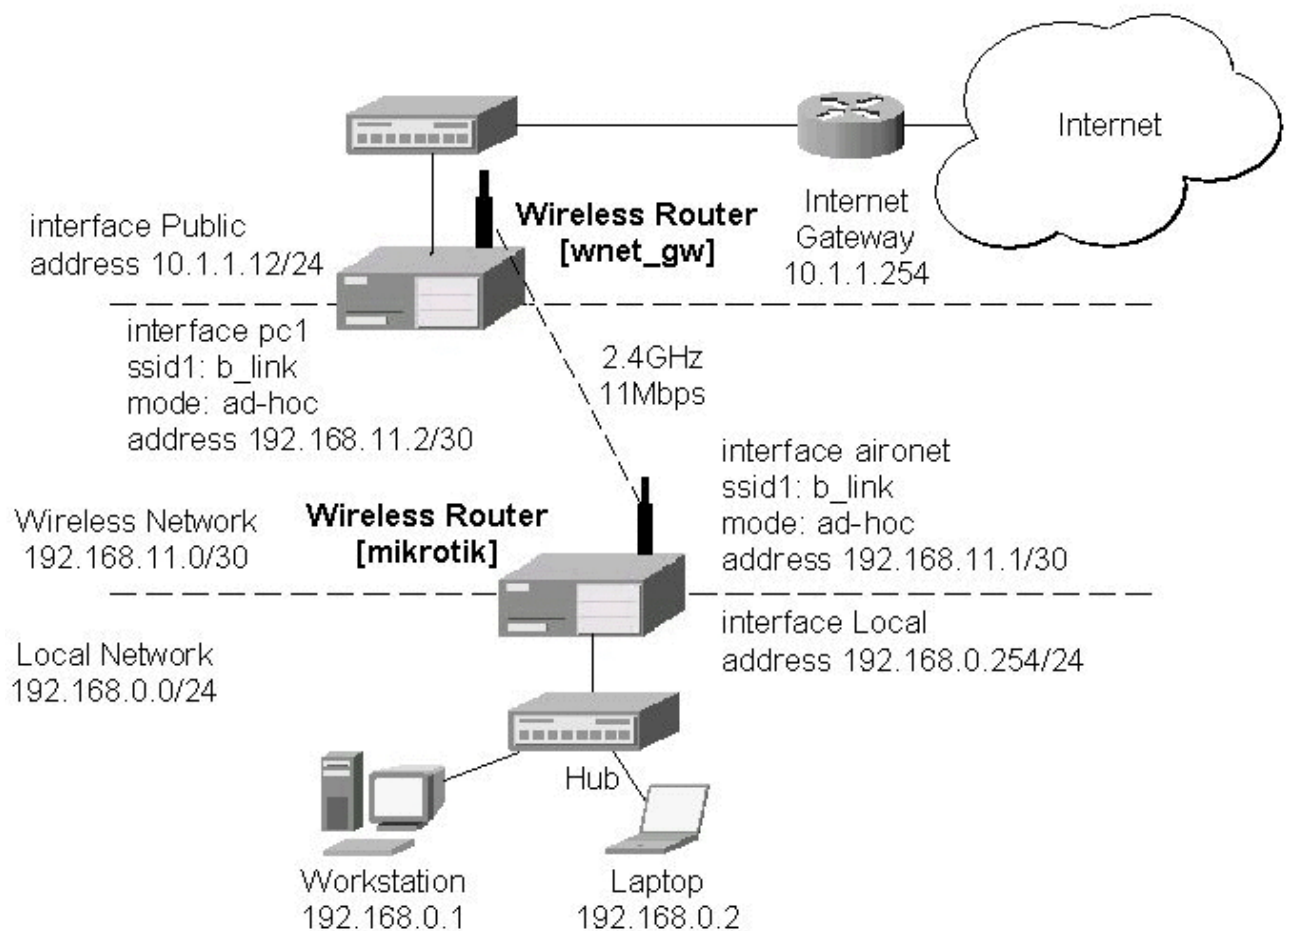 Internet
Internet
Gateway
10.1.1.254
Wireless Router
[wnet_gw]
interface Public
address 10.1.1.12/24
interface pc1
ssid1: b_link
mode: ad-hoc
address 192.168.11.2/30
2.4GHz
11Mbps
interface aironet
ssid1: b_link
mode: ad-hoc
address 192.168.11.1/30
Wireless Network
192.168.11.0/30
Wireless Router
[mikrotik]
interface Local
address 192.168.0.254/24
Local Network
192.168.0.0/24
Hub
Workstation
192.168.0.1
Laptop
192.168.0.2